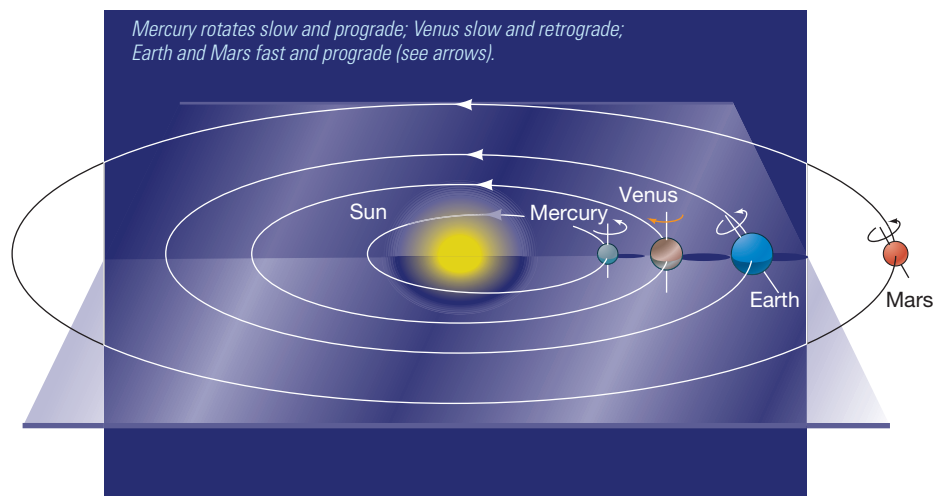 Mercury rotates slow and prograde; Venus slow and retrograde;
Earth and Mars fast and prograde (see arrows).
Venus
Sun
Mercury
Earth
Mars